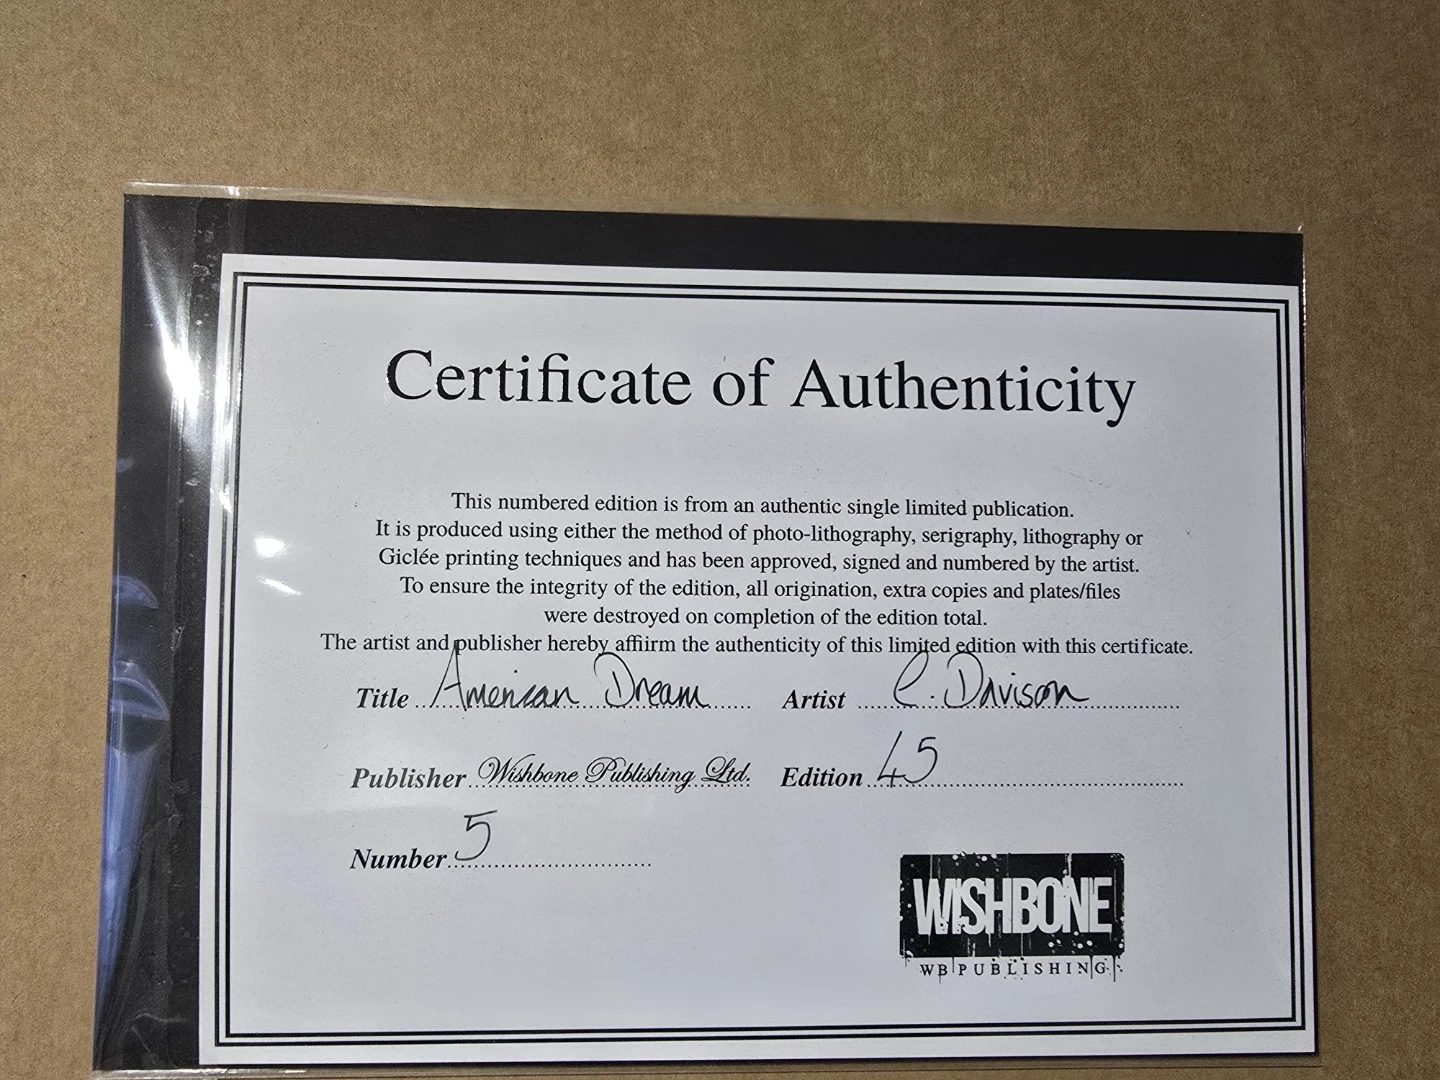 Certificate of Authenticity
This numbered edition is from an authentic single limited publication.
It is produced using either the method of photo-lithography, serigraphy, lithography or
Giclée printing techniques and has been approved, signed and numbered by the artist.
To ensure the integrity of the edition, all origination, extra copies and plates/files
were destroyed on completion of the edition total.
The artist and publisher hereby affiirm the authenticity of this limited edition with this certificate.
Title American Dream Artist C. Davison
Publisher Wishbone Publishing Ltd. Edition 45
Number 5
WISHBONE
WB PUBLISHING